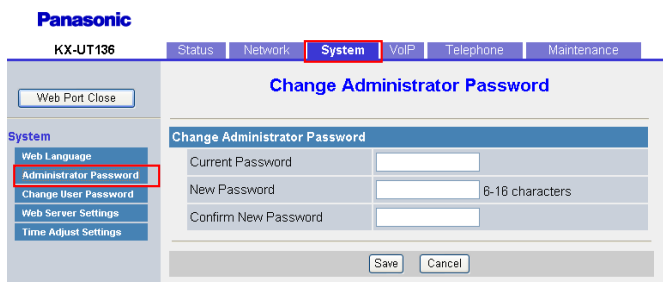 Panasonic
KX-UT136 Status Network System VoIP Telephone Maintenance
Web Port Close
Change Administrator Password
System
Web Language
Administrator Password
Change User Password
Web Server Settings
Time Adjust Settings
Change Administrator Password
Current Password
New Password 6-16 characters
Confirm New Password
Save Cancel